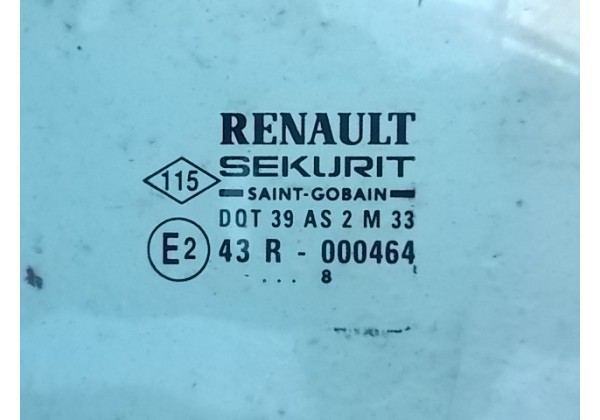 RENAULT
SEKURIT
115
SAINT-GOBAIN
DOT 39 AS 2 M 33
E2 43 R - 000464
... 8